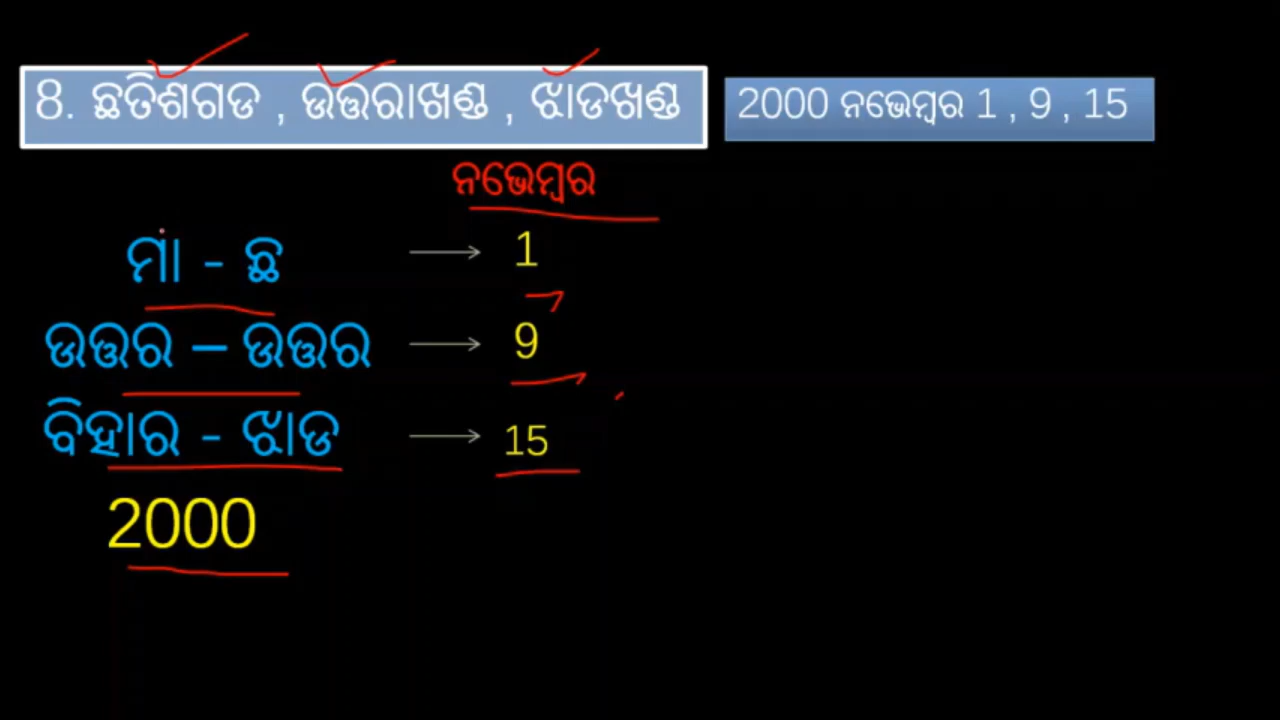 8. ଛତିଶଗଡ , ଉତ୍ତରାଖଣ୍ଡ , ଝାଡଖଣ୍ଡ
2000 ନଭେମ୍ବର 1 , 9 , 15
ନଭେମ୍ବର
ମା - ଛ → 1
ଉତ୍ତର – ଉତ୍ତର → 9
ବିହାର - ଝାଡ → 15
2000